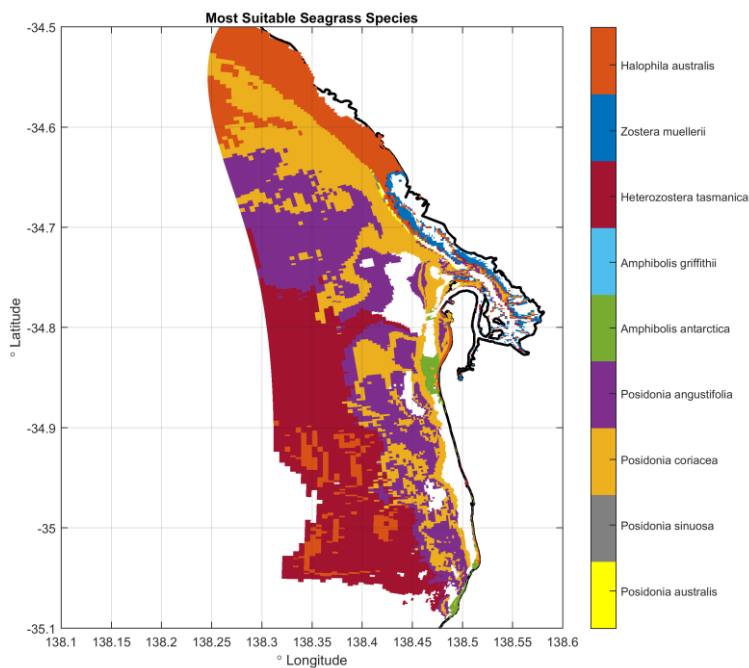 Most Suitable Seagrass Species
-34.5
-34.6
-34.7
-34.8
-34.9
-35
-35.1
° Latitude
138.1 138.15 138.2 138.25 138.3 138.35 138.4 138.45 138.5 138.55 138.6
° Longitude
Halophila australis
Zostera muellerii
Heterozostera tasmanica
Amphibolis griffithii
Amphibolis antarctica
Posidonia angustifolia
Posidonia coriacea
Posidonia sinuosa
Posidonia australis